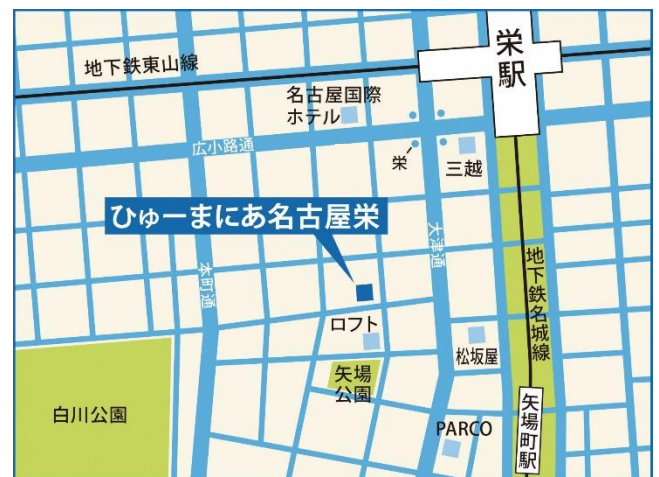 地下鉄東山線
栄駅
名古屋国際
ホテル
広小路通
栄
三越
ひゅーまにあ名古屋栄
大津通
本町通
地下鉄名城線
ロフト
松坂屋
矢場
公園
白川公園
PARCO
矢場町駅